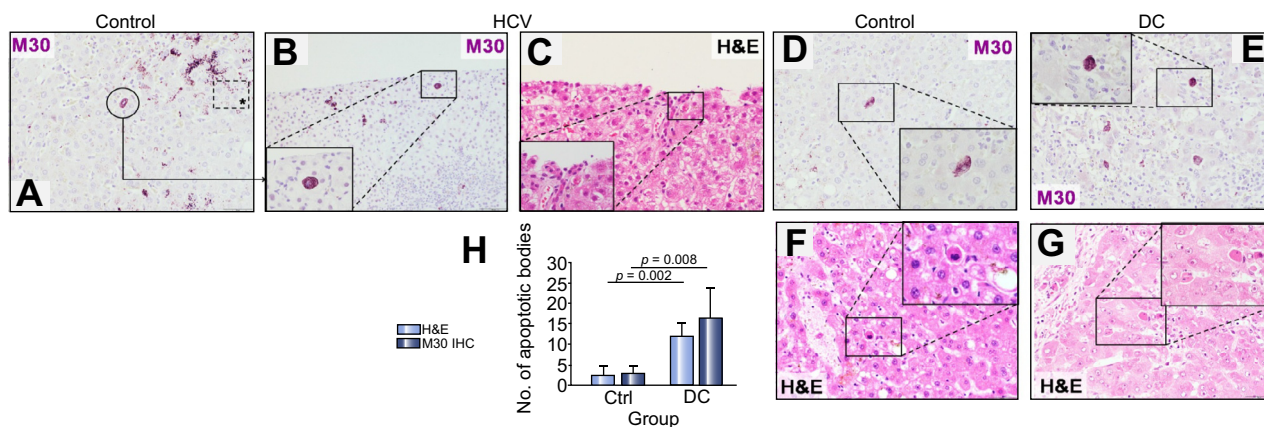 Control
HCV
Control
DC
M30
A
B
M30
C
H&E
D
M30
E
M30
F
H&E
G
H&E
H
No. of apoptotic bodies
30
25
20
15
10
5
0
p = 0.008
p = 0.002
H&E
M30 IHC
Ctrl
DC
Group
*